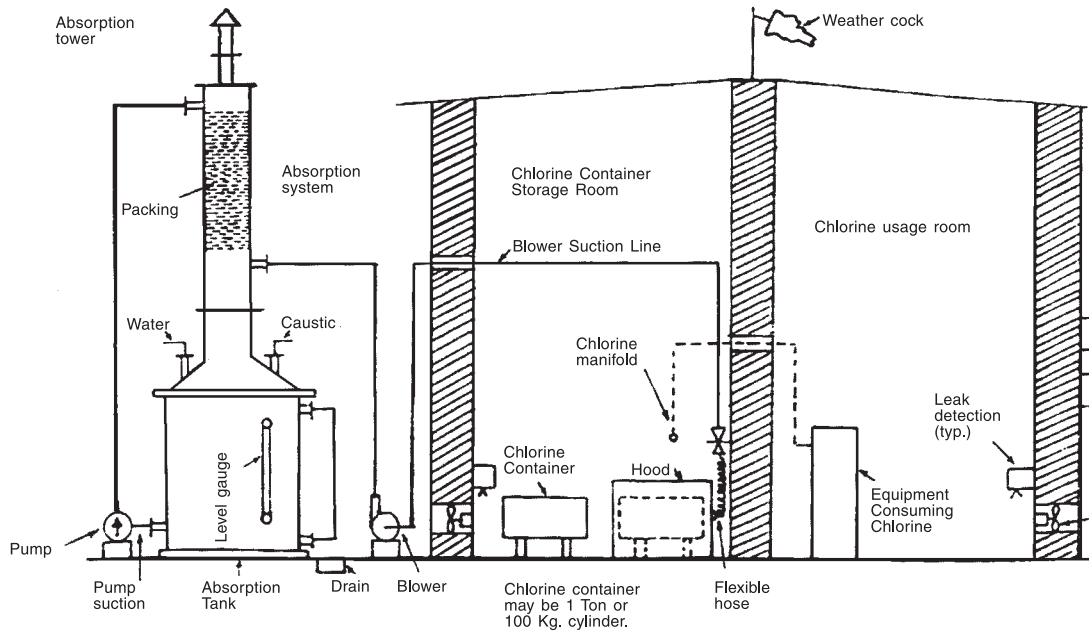 Absorption
tower
Weather cock
Absorption
system
Packing
Chlorine Container
Storage Room
Chlorine usage room
Blower Suction Line
Water
Caustic
Chlorine
manifold
Leak
detection
(typ.)
Level gauge
Chlorine
Container
Hood
Equipment
Consuming
Chlorine
Pump
Pump
suction
Absorption
Tank
Drain
Blower
Chlorine container
may be 1 Ton or
100 Kg. cylinder.
Flexible
hose